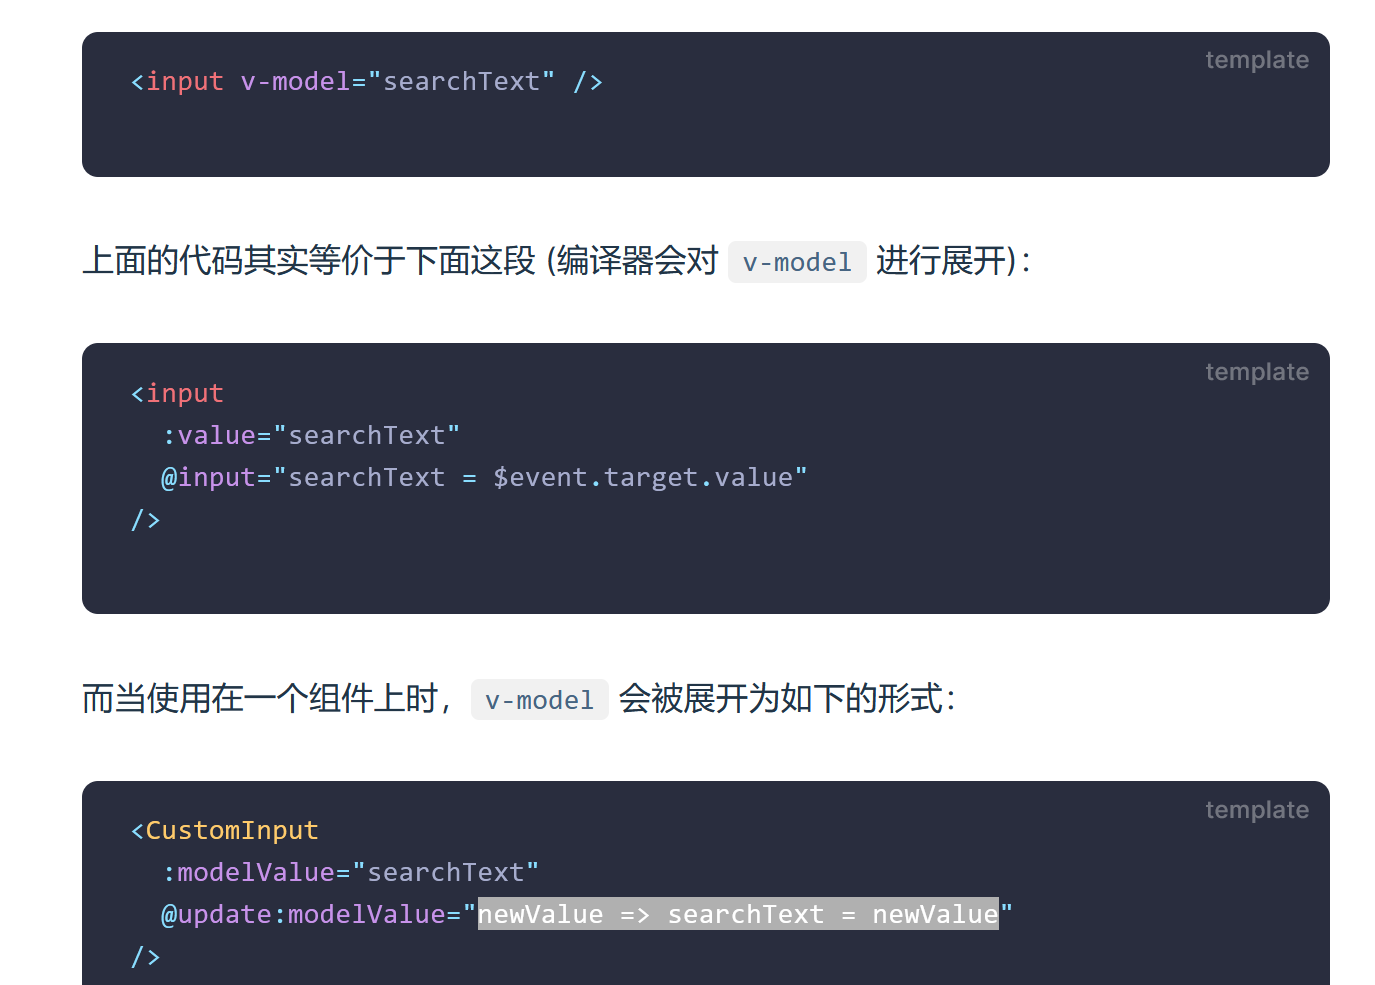 template
<input v-model="searchText" />
上面的代码其实等价于下面这段 (编译器会对 v-model 进行展开)：
template
<input
  :value="searchText"
  @input="searchText = $event.target.value"
/>
而当使用在一个组件上时，v-model 会被展开为如下的形式：
template
<CustomInput
  :modelValue="searchText"
  @update:modelValue="newValue => searchText = newValue"
/>